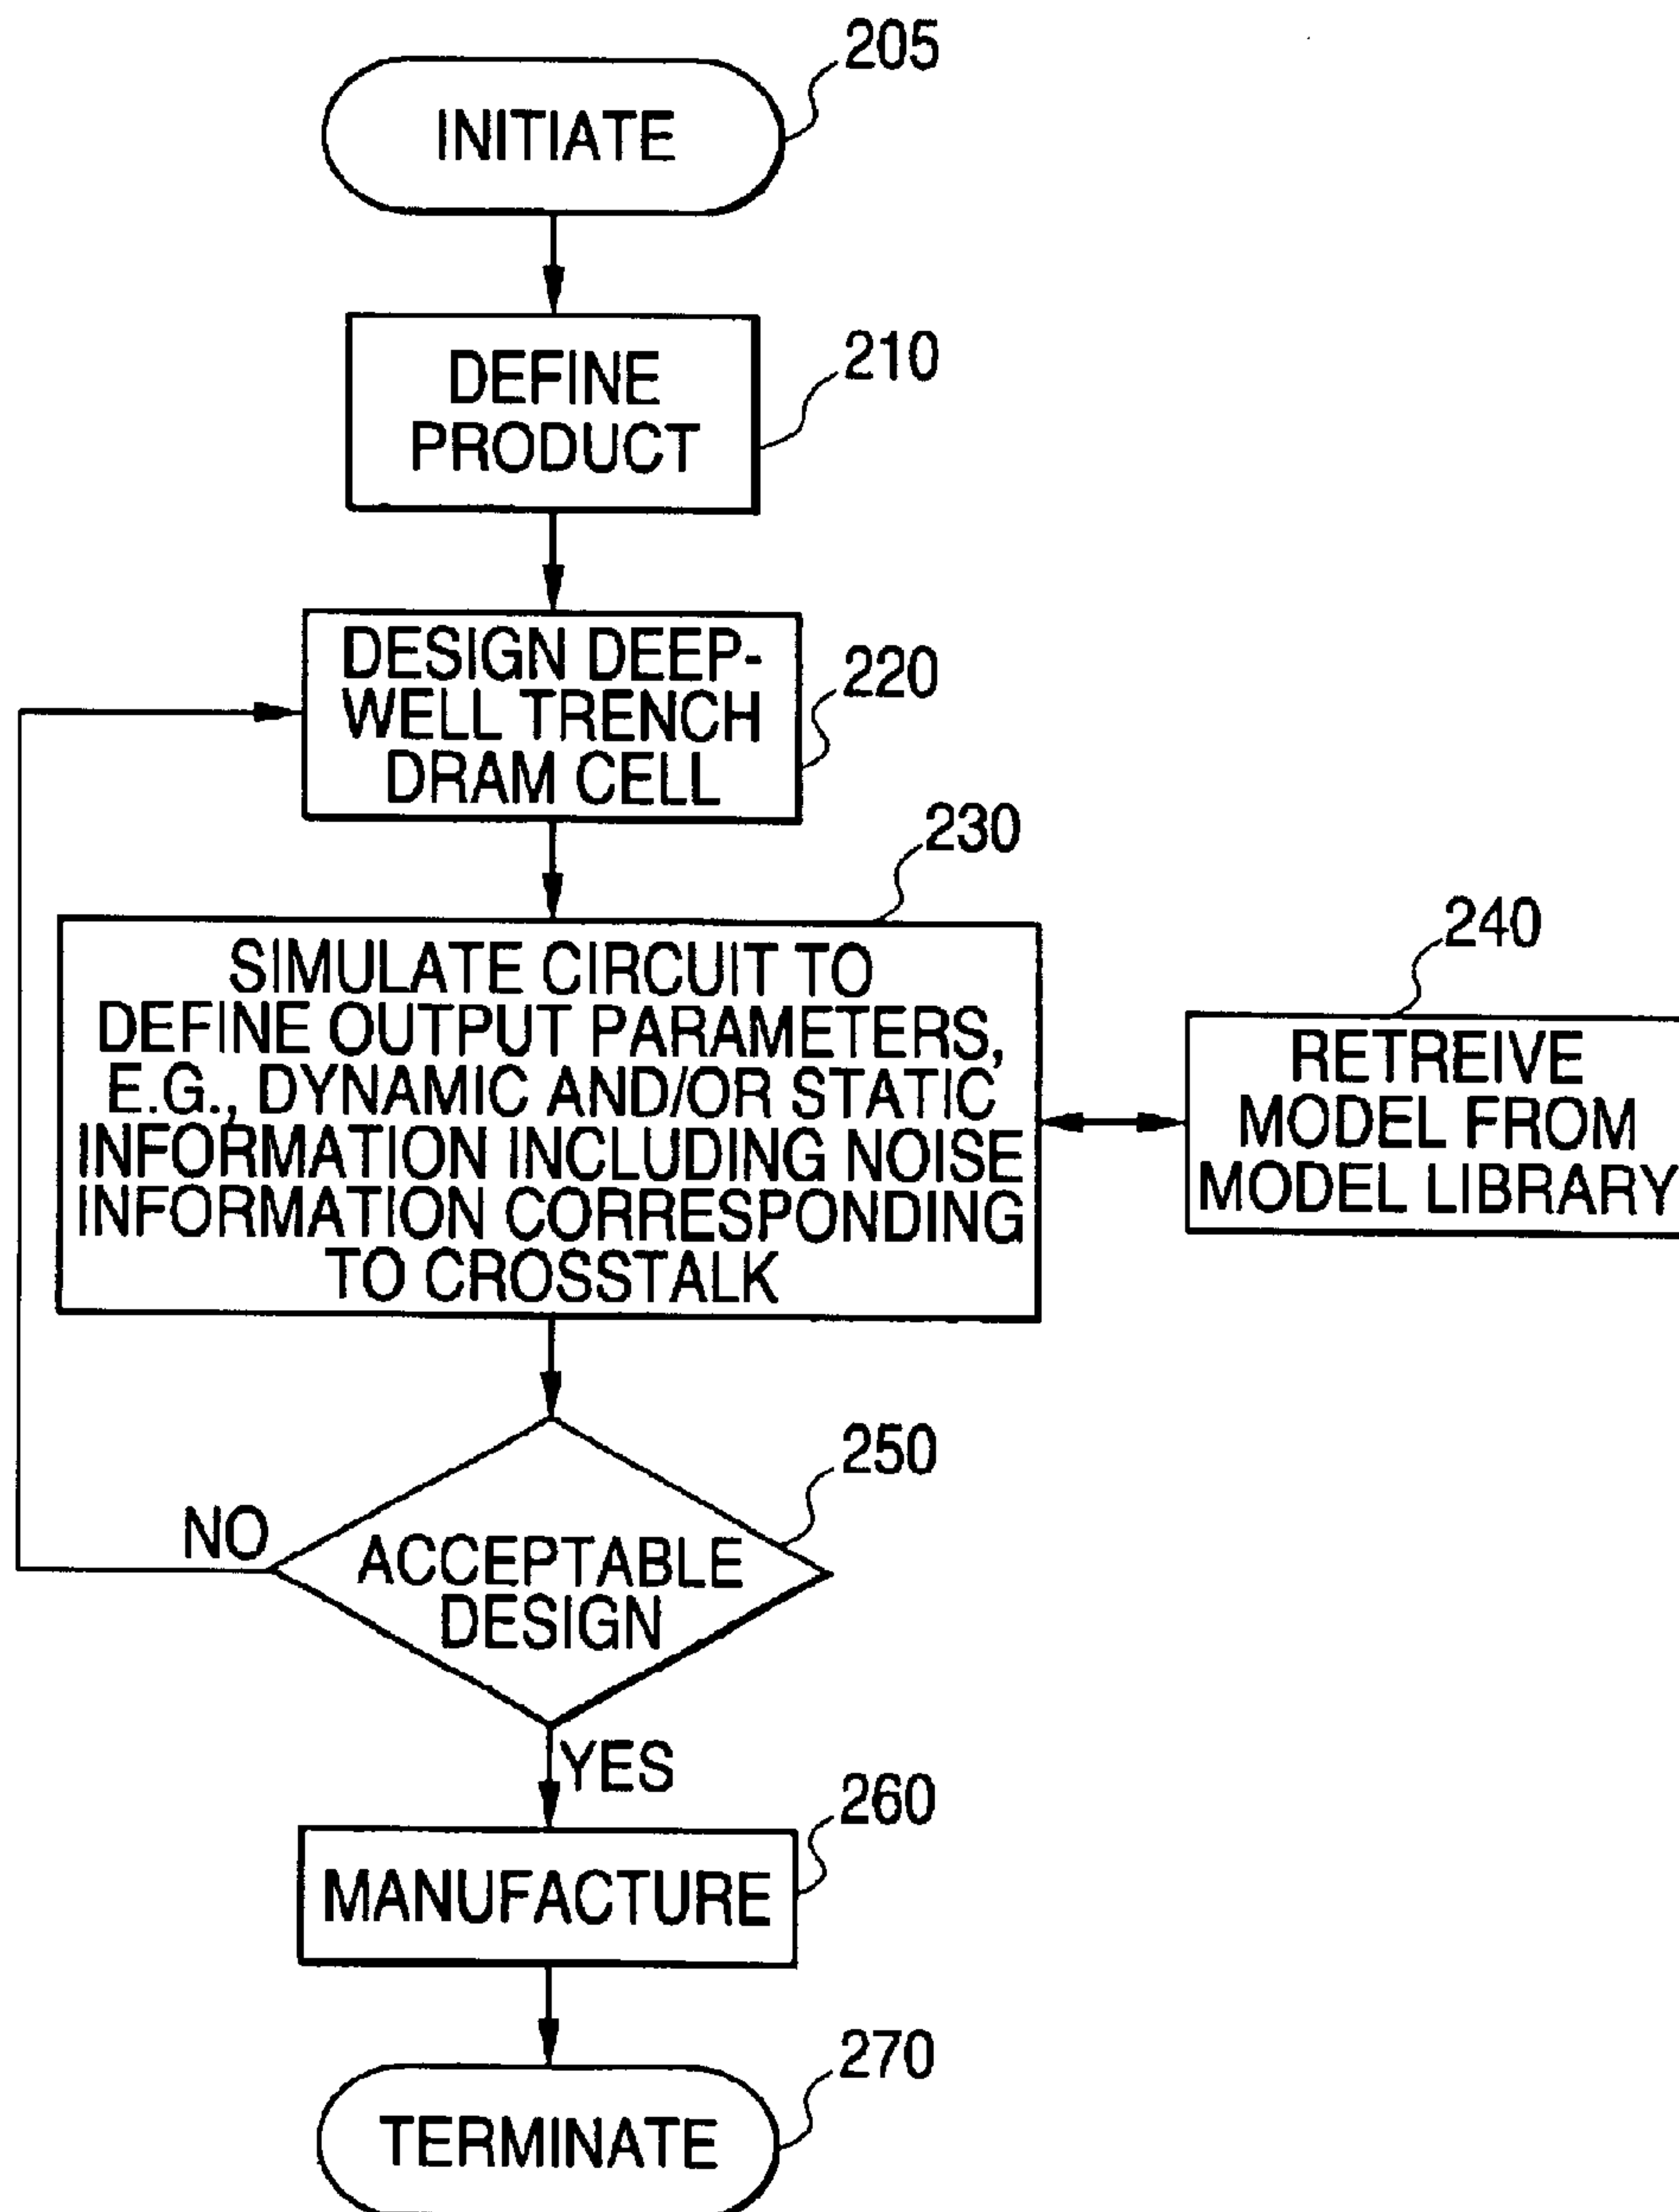 205
INITIATE
210
DEFINE
PRODUCT
220
DESIGN DEEP-
WELL TRENCH
DRAM CELL
230
SIMULATE CIRCUIT TO
DEFINE OUTPUT PARAMETERS,
E.G., DYNAMIC AND/OR STATIC
INFORMATION INCLUDING NOISE
INFORMATION CORRESPONDING
TO CROSSTALK
240
RETREIVE
MODEL FROM
MODEL LIBRARY
250
NO
ACCEPTABLE
DESIGN
YES
260
MANUFACTURE
270
TERMINATE